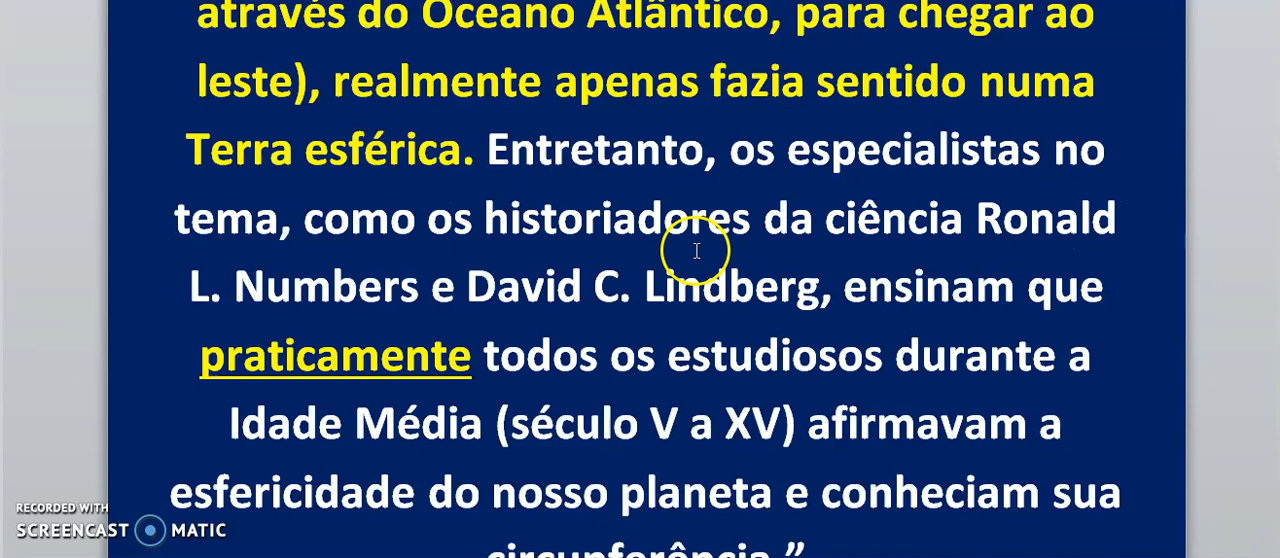 através do Oceano Atlântico, para chegar ao
leste), realmente apenas fazia sentido numa
Terra esférica. Entretanto, os especialistas no
tema, como os historiadores da ciência Ronald
L. Numbers e David C. Lindberg, ensinam que
praticamente todos os estudiosos durante a
Idade Média (século V a XV) afirmavam a
esfericidade do nosso planeta e conheciam sua
circunferência.”
RECORDED WITH
SCREENCAST MATIC